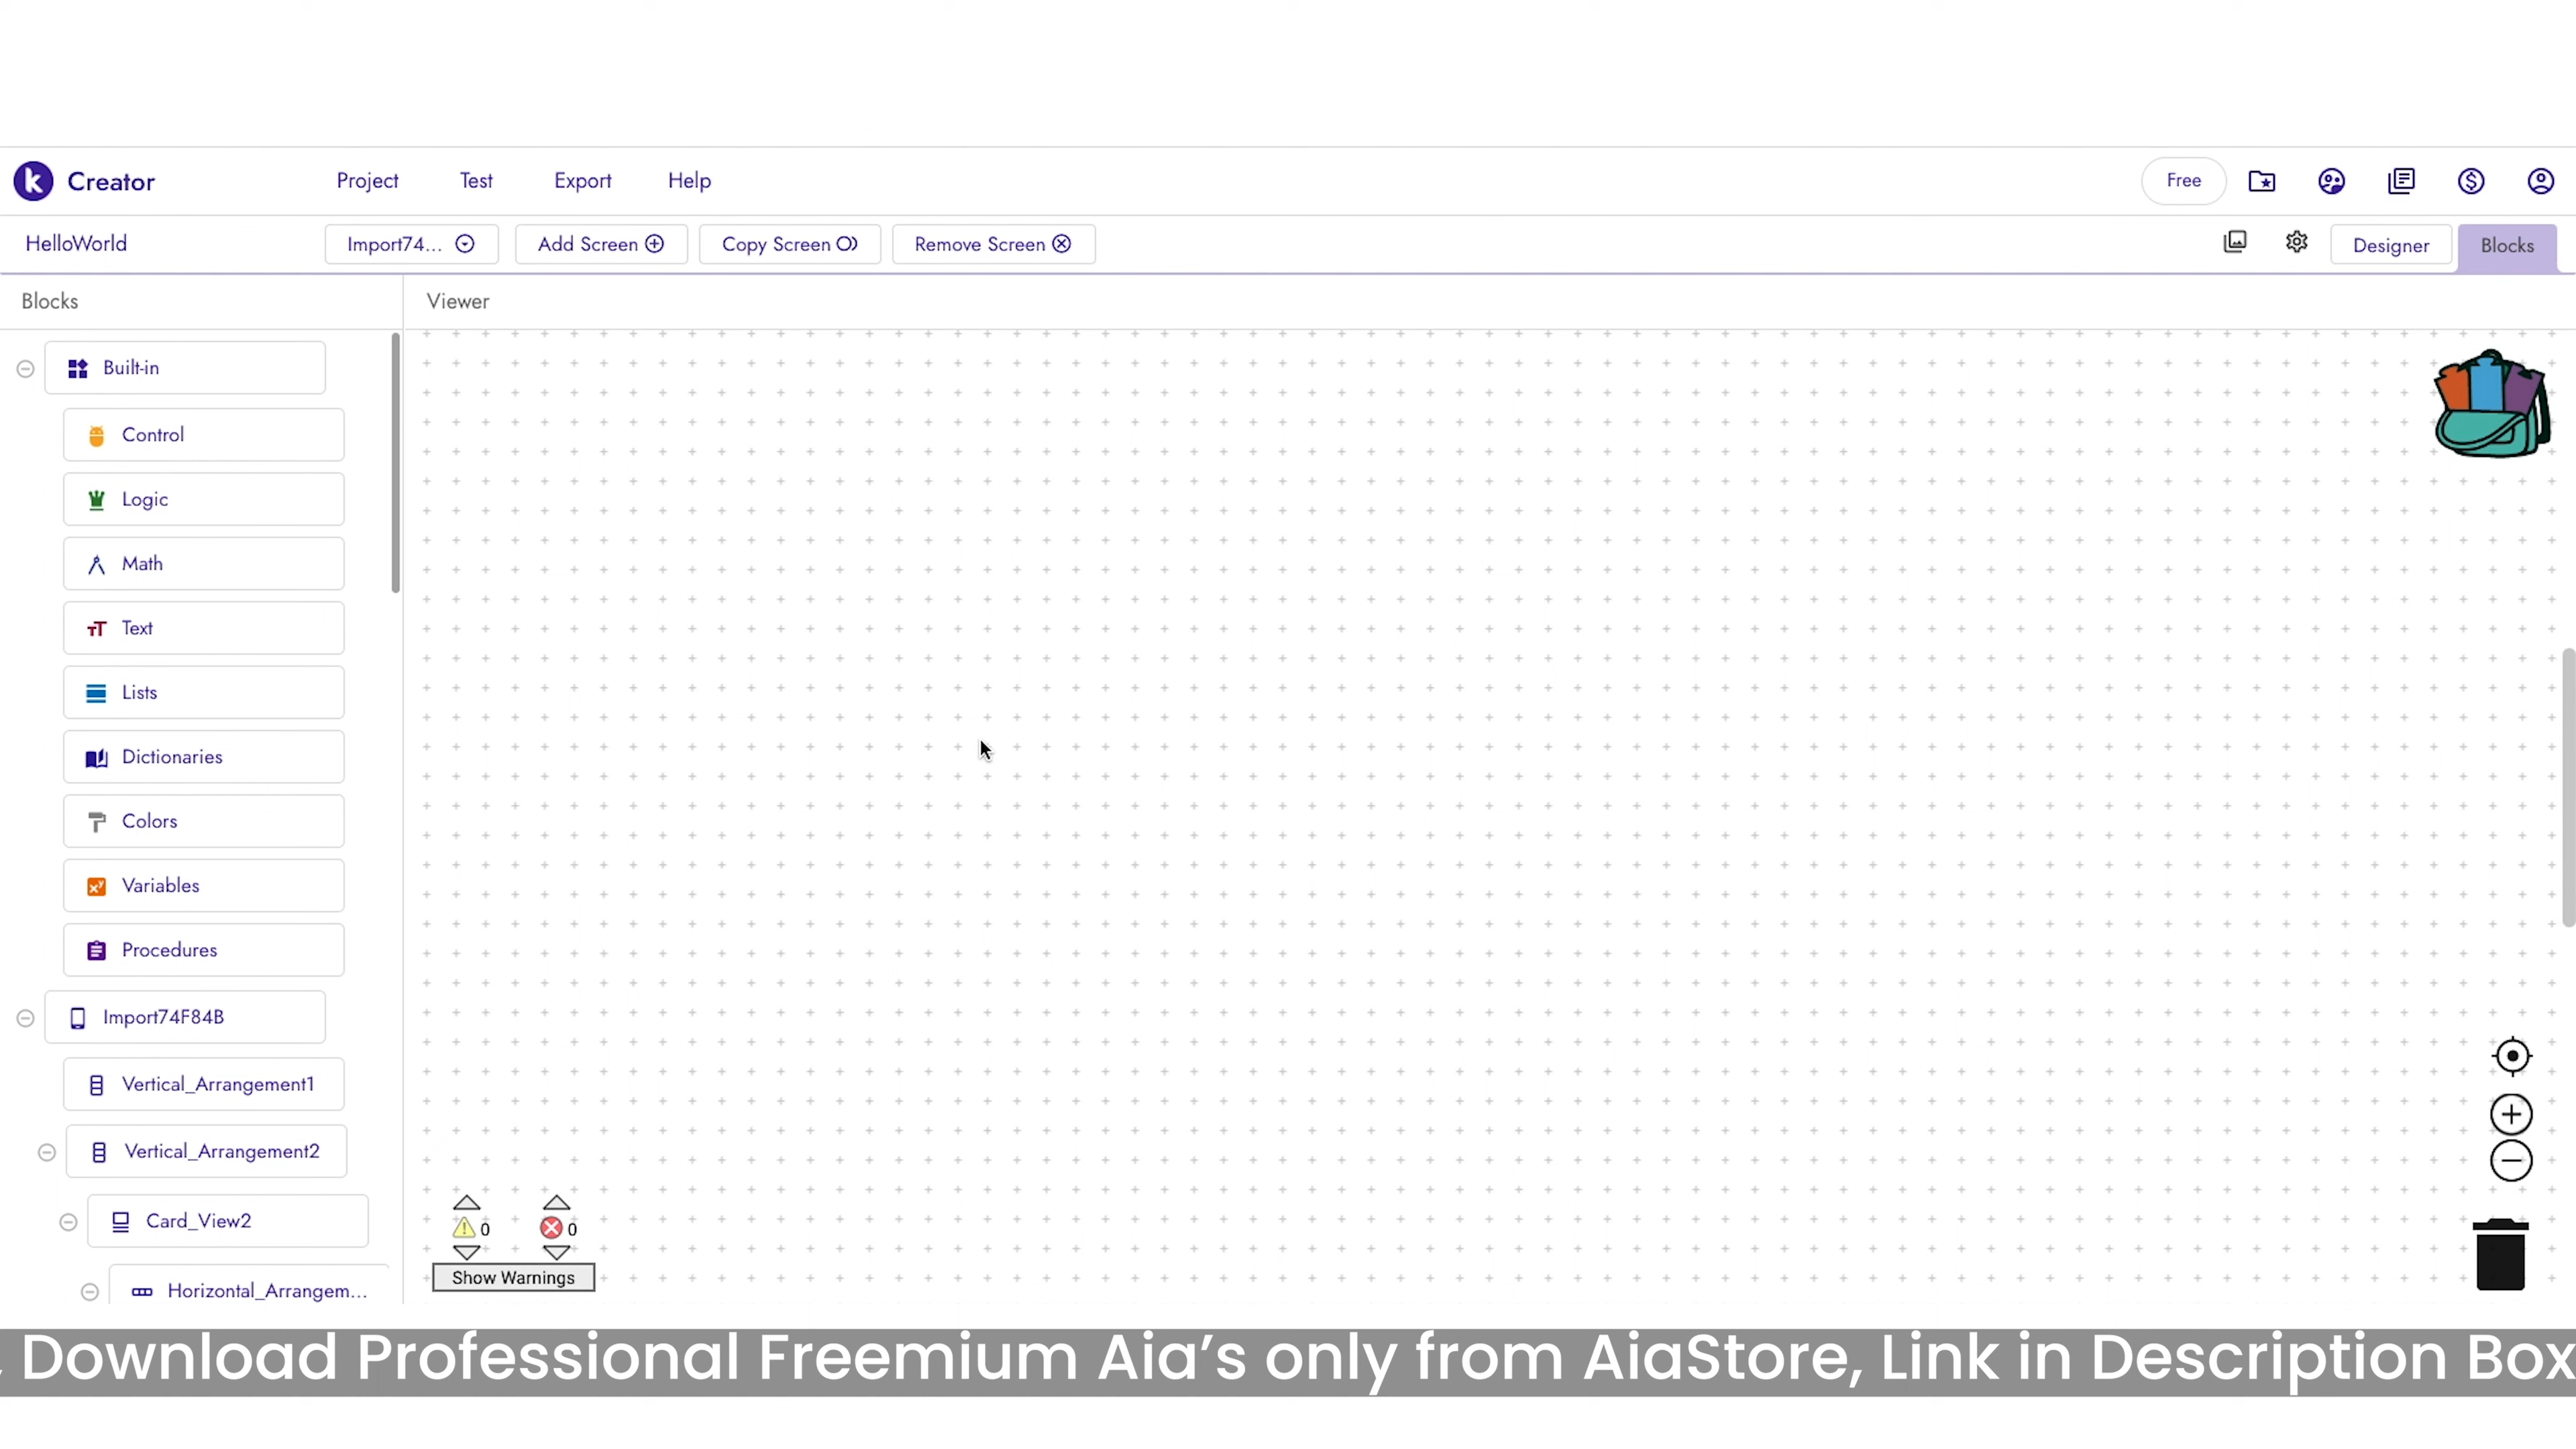 k Creator Project Test Export Help Free
HelloWorld Import74... Add Screen Copy Screen Remove Screen Designer Blocks
Blocks Viewer
Built-in
Control
Logic
Math
Text
Lists
Dictionaries
Colors
Variables
Procedures
Import74F84B
Vertical_Arrangement1
Vertical_Arrangement2
Card_View2
Horizontal_Arrangem...
0 0
Show Warnings
, Download Professional Freemium Aia’s only from AiaStore, Link in Description Box